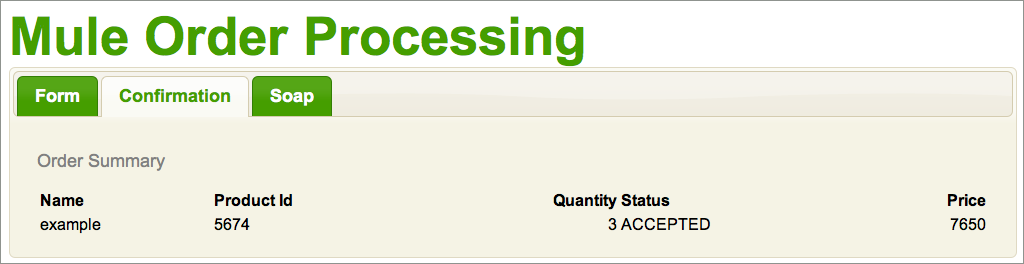 Mule Order Processing
Form Confirmation Soap
Order Summary
Name Product Id Quantity Status Price
example 5674 3 ACCEPTED 7650